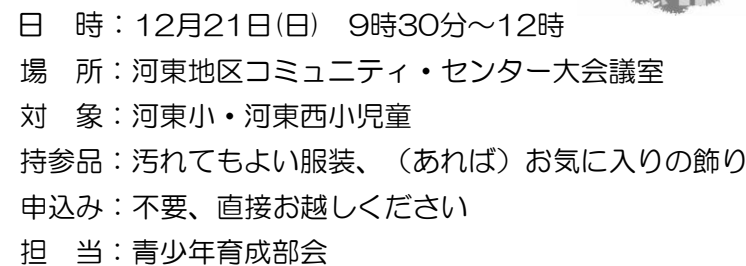 日　時：12月21日(日)　9時30分～12時
場　所：河東地区コミュニティ・センター大会議室
対　象：河東小・河東西小児童
持参品：汚れてもよい服装、（あれば）お気に入りの飾り
申込み：不要、直接お越しください
担　当：青少年育成部会